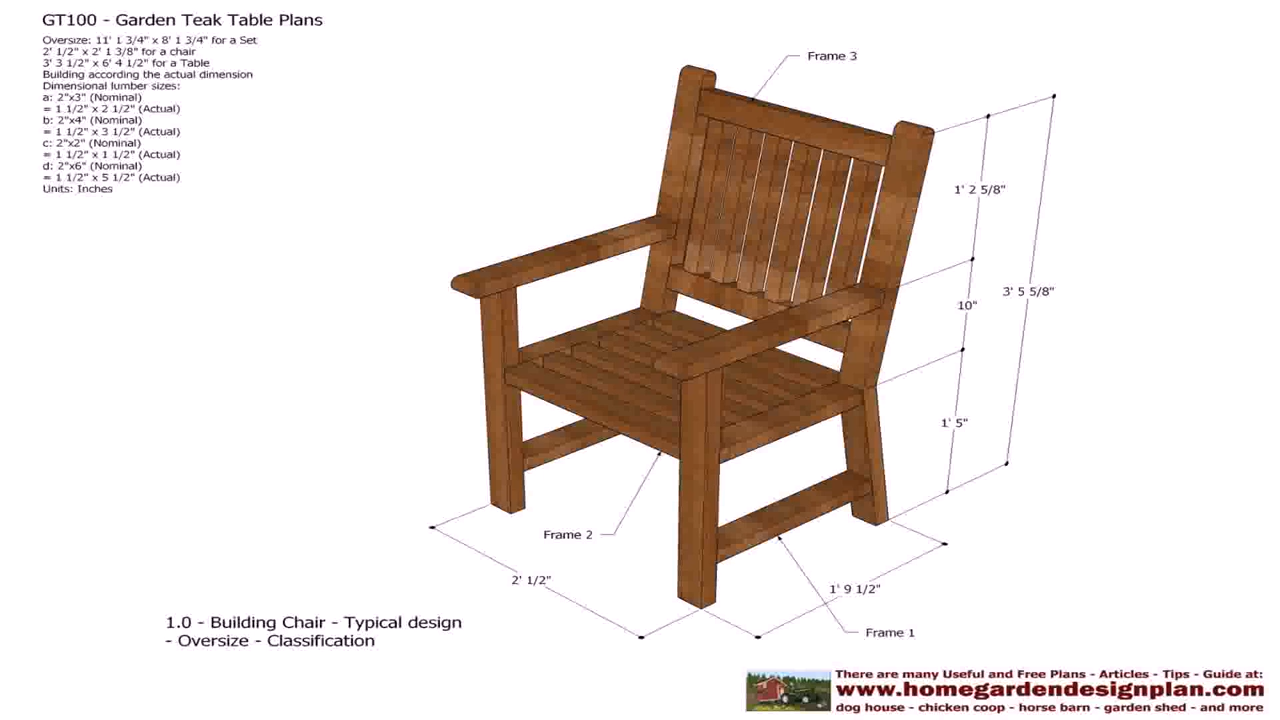 GT100 - Garden Teak Table Plans
Oversize: 11' 1 3/4" x 8' 1 3/4" for a Set
2' 1/2" x 2' 1 3/8" for a chair
3' 3 1/2" x 6' 4 1/2" for a Table
Building according the actual dimension
Dimensional lumber sizes:
a: 2"x3" (Nominal)
= 1 1/2" x 2 1/2" (Actual)
b: 2"x4" (Nominal)
= 1 1/2" x 3 1/2" (Actual)
c: 2"x2" (Nominal)
= 1 1/2" x 1 1/2" (Actual)
d: 2"x6" (Nominal)
= 1 1/2" x 5 1/2" (Actual)
Units: Inches
Frame 3
1' 2 5/8"
3' 5 5/8"
10"
1' 5"
Frame 2
2' 1/2"
1' 9 1/2"
Frame 1
1.0 - Building Chair - Typical design
- Oversize - Classification
There are many Useful and Free Plans - Articles - Tips - Guide at:
www.homegardendesignplan.com
dog house - chicken coop - horse barn - garden shed - and more